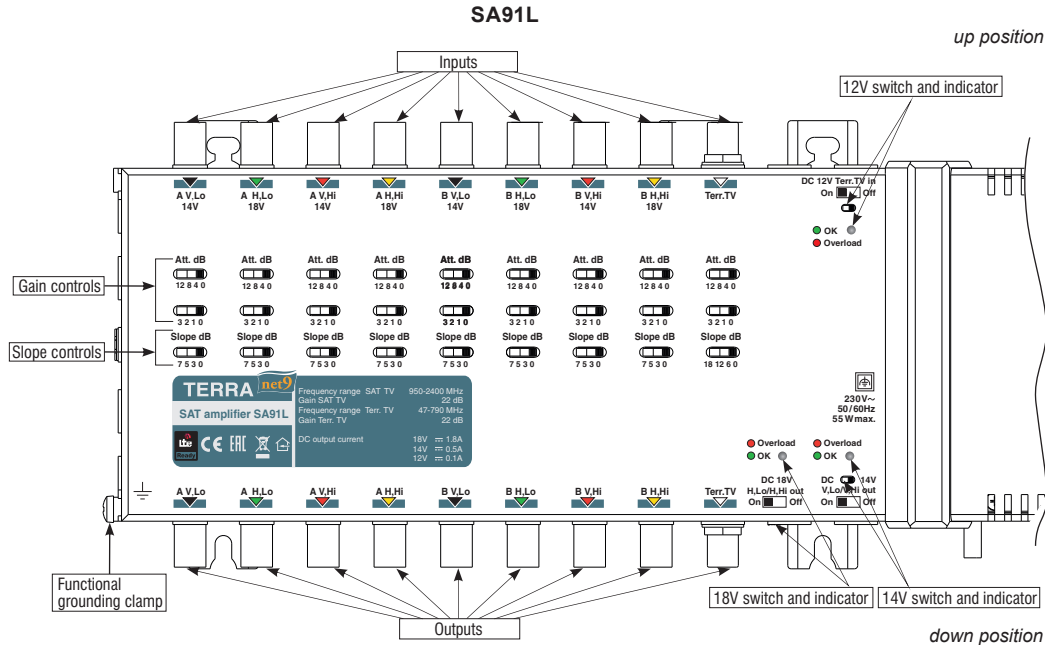 SA91L
up position
Inputs
12V switch and indicator
A V,Lo 14V
A H,Lo 18V
A V,Hi 14V
A H,Hi 18V
B V,Lo 14V
B H,Lo 18V
B V,Hi 14V
B H,Hi 18V
Terr.TV
DC 12V Terr.TV in
On Off
OK
Overload
Gain controls
Att. dB Att. dB Att. dB Att. dB Att. dB Att. dB Att. dB Att. dB Att. dB
12 8 4 0 12 8 4 0 12 8 4 0 12 8 4 0 12 8 4 0 12 8 4 0 12 8 4 0 12 8 4 0 12 8 4 0
3 2 1 0 3 2 1 0 3 2 1 0 3 2 1 0 3 2 1 0 3 2 1 0 3 2 1 0 3 2 1 0 3 2 1 0
Slope controls
Slope dB Slope dB Slope dB Slope dB Slope dB Slope dB Slope dB Slope dB Slope dB
7 5 3 0 7 5 3 0 7 5 3 0 7 5 3 0 7 5 3 0 7 5 3 0 7 5 3 0 7 5 3 0 18 12 6 0
TERRA net9
SAT amplifier SA91L
lte Ready
CE EAC
Frequency range SAT TV 950-2400 MHz
Gain SAT TV 22 dB
Frequency range Terr. TV 47-790 MHz
Gain Terr. TV 22 dB
DC output current 18V 1.8A
14V 0.5A
12V 0.1A
230V~
50/60Hz
55 W max.
Overload Overload
OK OK
DC 18V
H,Lo/H,Hi out
On Off
DC 14V
V,Lo/V,Hi out
On Off
A V,Lo A H,Lo A V,Hi A H,Hi B V,Lo B H,Lo B V,Hi B H,Hi Terr.TV
Functional
grounding clamp
Outputs
18V switch and indicator
14V switch and indicator
down position